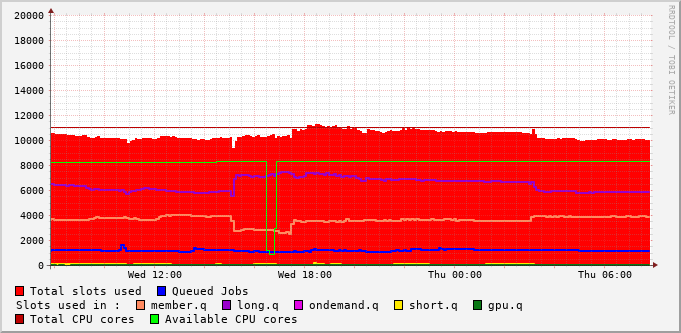 RRDTOOL / TOBI OETIKER
20000
18000
16000
14000
12000
10000
8000
6000
4000
2000
0
Wed 12:00 Wed 18:00 Thu 00:00 Thu 06:00
Total slots used Queued Jobs
Slots used in : member.q long.q ondemand.q short.q gpu.q
Total CPU cores Available CPU cores